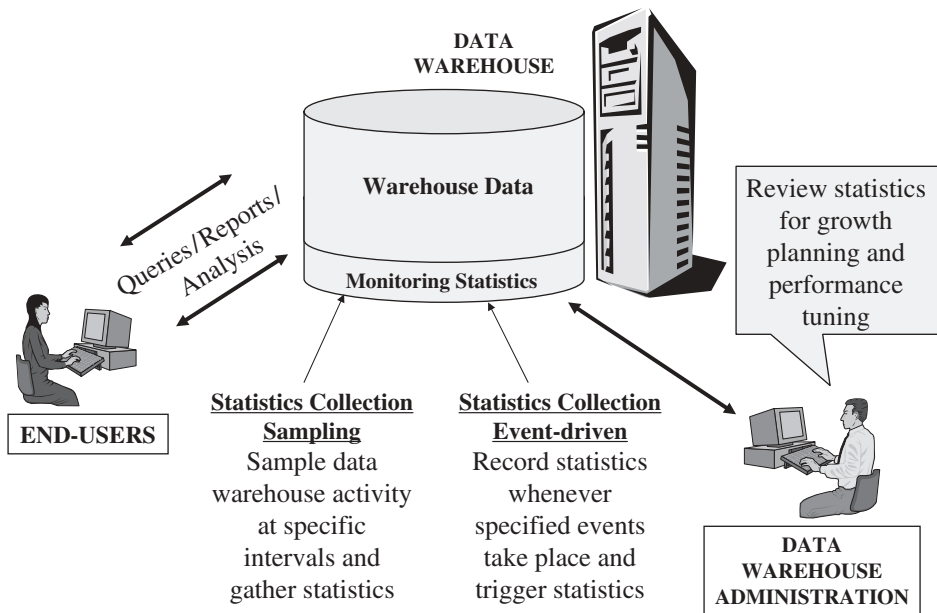 DATA
WAREHOUSE
Warehouse Data
Monitoring Statistics
Queries/Reports/
Analysis
Review statistics
for growth
planning and
performance
tuning
END-USERS
Statistics Collection
Sampling
Sample data
warehouse activity
at specific
intervals and
gather statistics
Statistics Collection
Event-driven
Record statistics
whenever
specified events
take place and
trigger statistics
DATA
WAREHOUSE
ADMINISTRATION